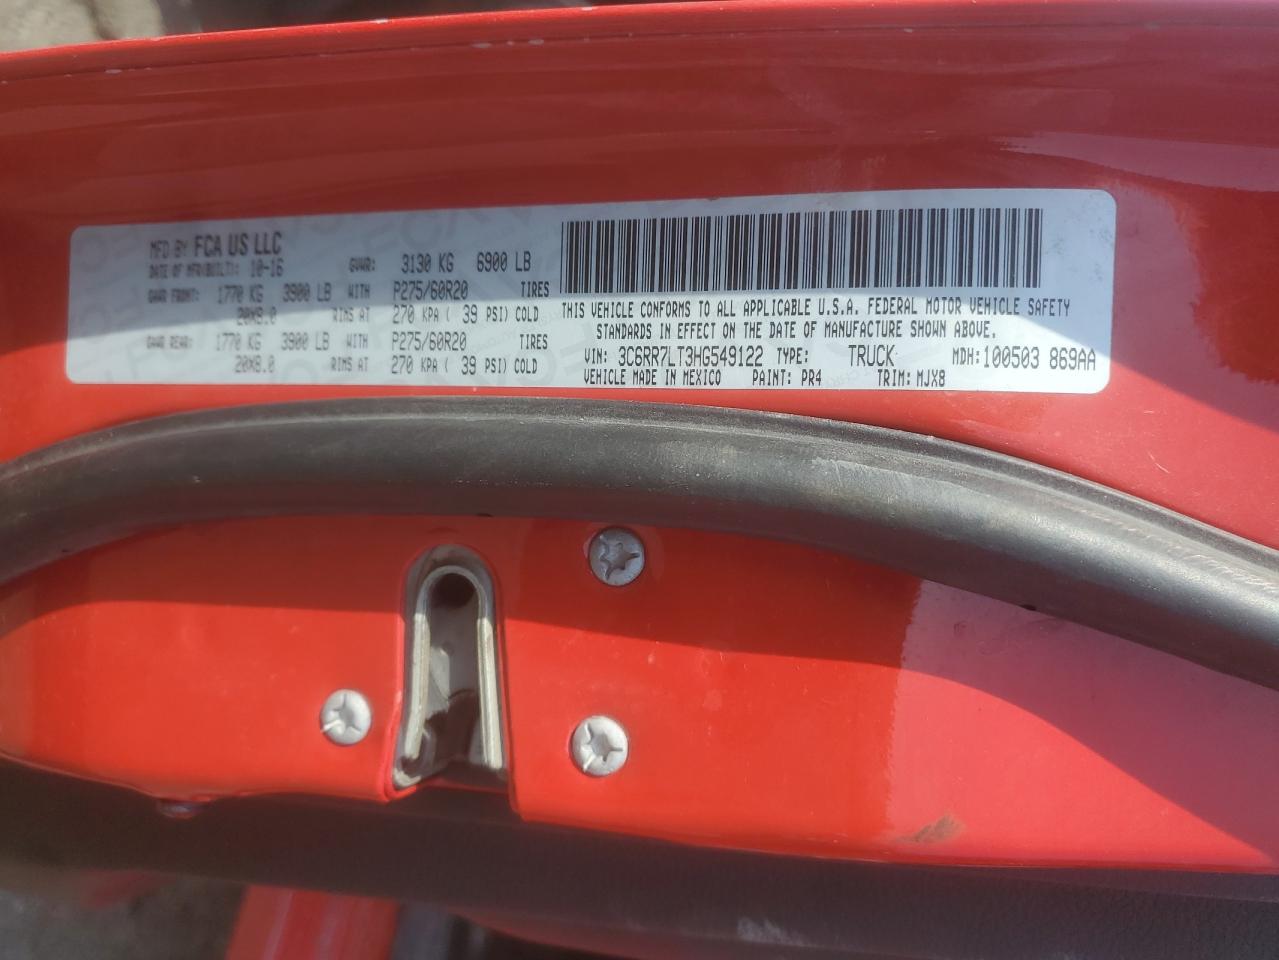 MFD BY FCA US LLC
DATE OF MFR(BUILT): 10-16 GVWR: 3130 KG 6900 LB
GAWR FRONT: 1770 KG 3900 LB WITH P275/60R20 TIRES
20X8.0 RIMS AT 270 KPA ( 39 PSI) COLD
GAWR REAR: 1770 KG 3900 LB WITH P275/60R20 TIRES
20X8.0 RIMS AT 270 KPA ( 39 PSI) COLD
THIS VEHICLE CONFORMS TO ALL APPLICABLE U.S.A. FEDERAL MOTOR VEHICLE SAFETY
STANDARDS IN EFFECT ON THE DATE OF MANUFACTURE SHOWN ABOVE.
VIN: 3C6RR7LT3HG549122 TYPE: TRUCK MDH:100503 869AA
VEHICLE MADE IN MEXICO PAINT: PR4 TRIM: MJX8